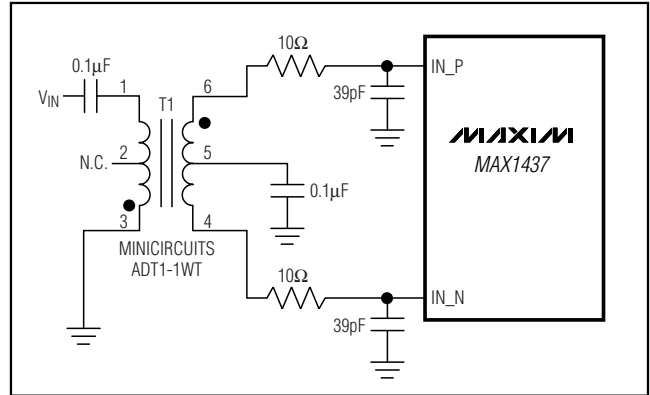 10Ω
0.1μF
1
6
IN_P
V_IN
T1
39pF
MAXIM
MAX1437
N.C.
2
5
0.1μF
3
4
MINICIRCUITS
ADT1-1WT
10Ω
IN_N
39pF